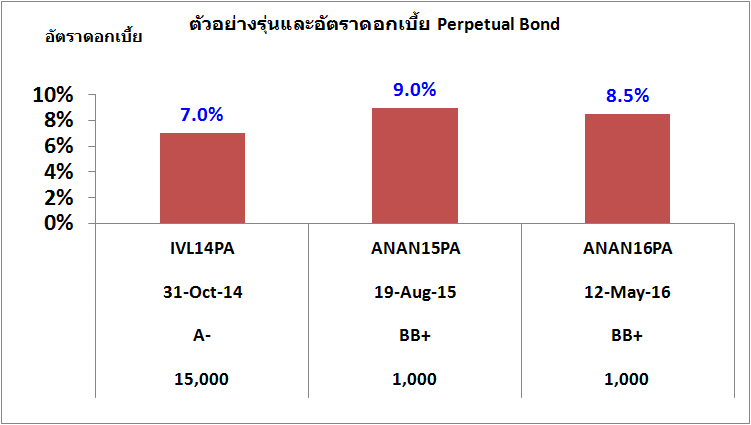 ตัวอย่างรุ่นและอัตราดอกเบี้ย Perpetual Bond
อัตราดอกเบี้ย
10%
8%
6%
4%
2%
0%
7.0%
9.0%
8.5%
IVL14PA ANAN15PA ANAN16PA
31-Oct-14 19-Aug-15 12-May-16
A- BB+ BB+
15,000 1,000 1,000